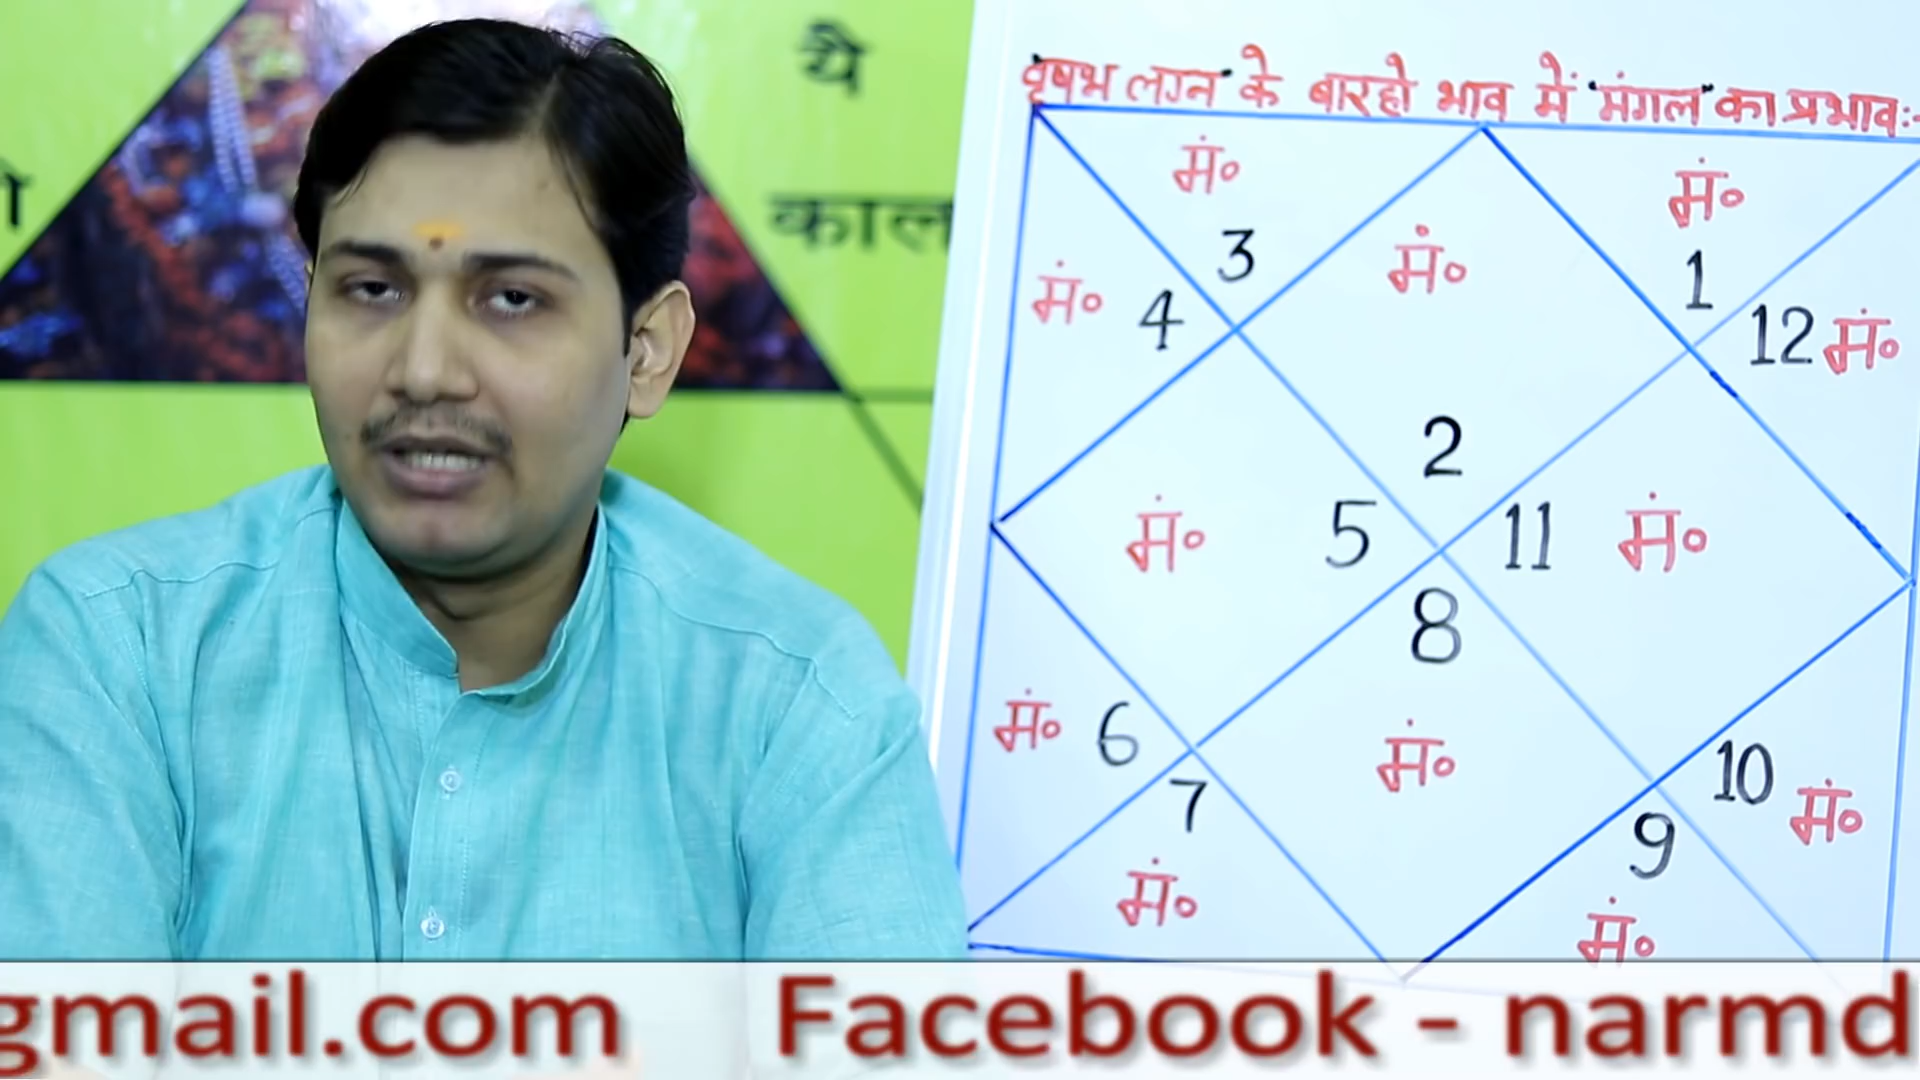 यै
काल
वृषभ लग्न के बारहो भाव में "मंगल" का प्रभाव:-
मं०
मं०
3
मं०
1
मं०
4
12
मं०
2
मं०
5
11
मं०
8
मं०
6
मं०
10
मं०
7
9
मं०
मं०
gmail.com Facebook - narmd